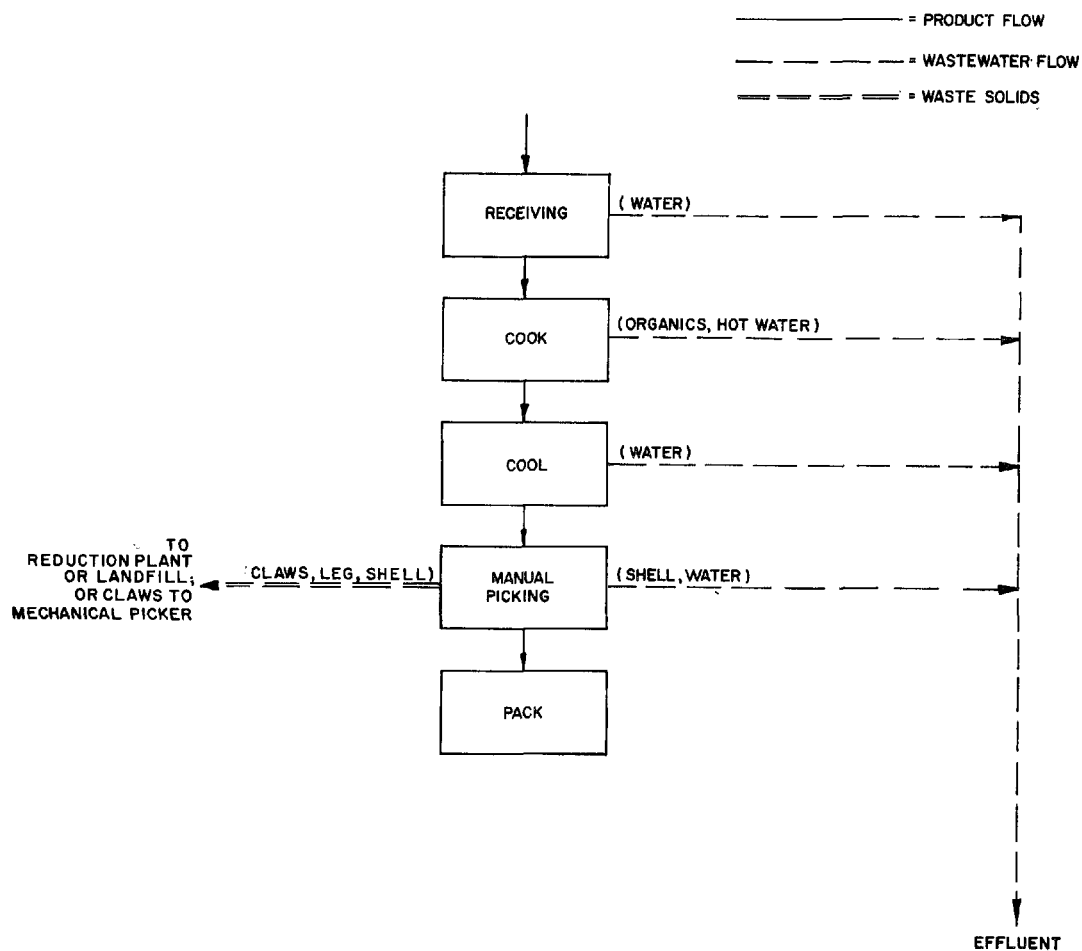 = PRODUCT FLOW
= WASTEWATER FLOW
= WASTE SOLIDS
RECEIVING
(WATER)
COOK
(ORGANICS, HOT WATER)
COOL
(WATER)
TO
REDUCTION PLANT
OR LANDFILL;
OR CLAWS TO
MECHANICAL PICKER
(CLAWS, LEG, SHELL)
MANUAL
PICKING
(SHELL, WATER)
PACK
EFFLUENT